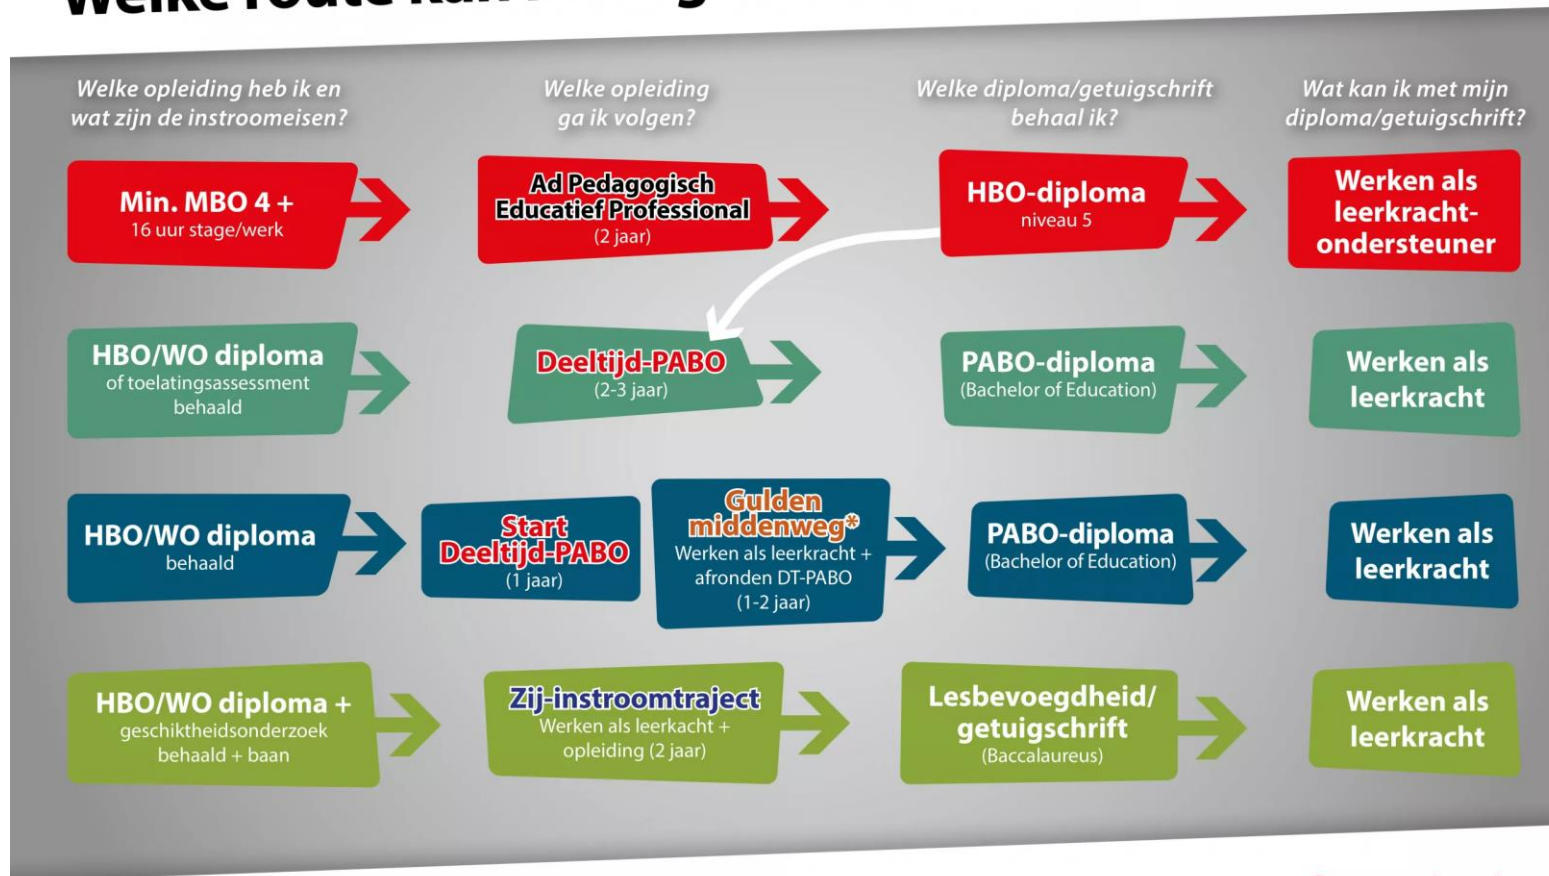 Welke opleiding heb ik en
wat zijn de instroomeisen?
Welke opleiding
ga ik volgen?
Welke diploma/getuigschrift
behaal ik?
Wat kan ik met mijn
diploma/getuigschrift?
Min. MBO 4 +
16 uur stage/werk
Ad Pedagogisch
Educatief Professional
(2 jaar)
HBO-diploma
niveau 5
Werken als
leerkracht-
ondersteuner
HBO/WO diploma
of toelatingsassessment
behaald
Deeltijd-PABO
(2-3 jaar)
PABO-diploma
(Bachelor of Education)
Werken als
leerkracht
HBO/WO diploma
behaald
Start
Deeltijd-PABO
(1 jaar)
Gulden
middenweg*
Werken als leerkracht +
afronden DT-PABO
(1-2 jaar)
PABO-diploma
(Bachelor of Education)
Werken als
leerkracht
HBO/WO diploma +
geschiktheidsonderzoek
behaald + baan
Zij-instroomtraject
Werken als leerkacht +
opleiding (2 jaar)
Lesbevoegdheid/
getuigschrift
(Baccalaureus)
Werken als
leerkracht